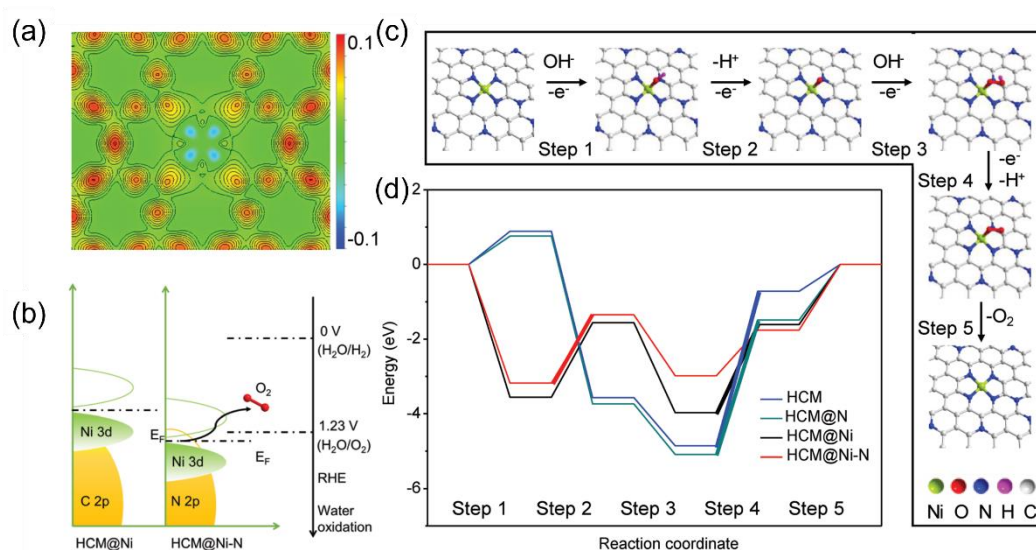 (a)
0.1
-0.1
(b)
0 V
(H₂O/H₂)
O₂
1.23 V
(H₂O/O₂)
E_F
E_F
Ni 3d
Ni 3d
C 2p
N 2p
RHE
Water
oxidation
HCM@Ni
HCM@Ni-N
(c)
OH⁻
-e⁻
Step 1
-H⁺
-e⁻
Step 2
OH⁻
-e⁻
Step 3
Step 4
-e⁻
-H⁺
Step 5
-O₂
Ni O N H C
(d)
2
0
-2
-4
-6
Energy (eV)
HCM
HCM@N
HCM@Ni
HCM@Ni-N
Step 1 Step 2 Step 3 Step 4 Step 5
Reaction coordinate